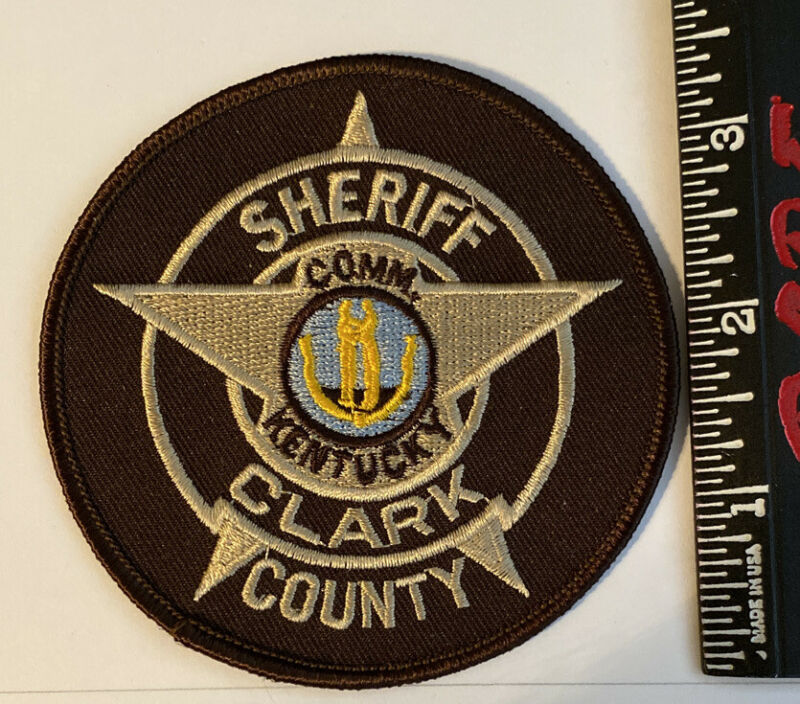 SHERIFF
COMM.
KENTUCKY
CLARK
COUNTY
3
2
1
MADE IN USA